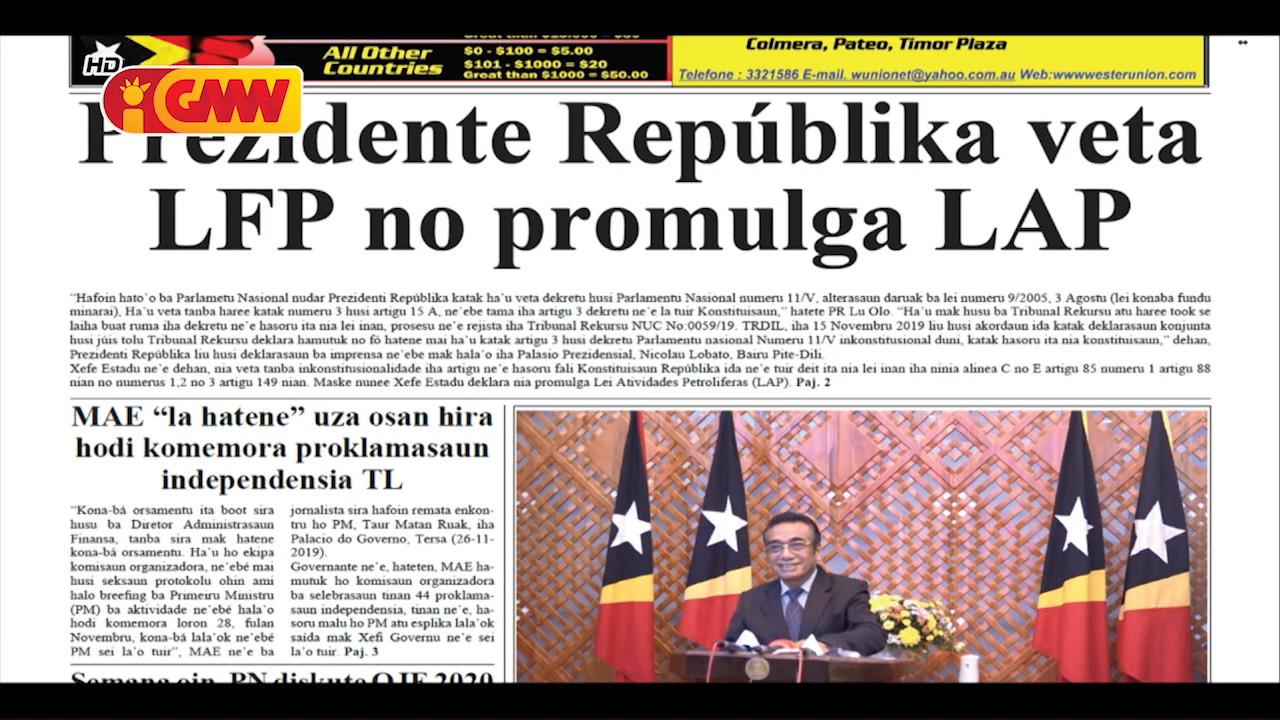 HD
iGMN
All Other
Countries
$0 - $100 = $5.00
$101 - $1000 = $20
Great than $1000 = $50.00
Colmera, Pateo, Timor Plaza
Telefone : 3321586 E-mail. wunionet@yahoo.com.au Web:wwwwesterunion.com
Prezidente Repúblika veta
LFP no promulga LAP
"Hafoin hato'o ba Parlametu Nasional nudar Prezidenti Repúblika katak ha'u veta dekretu husi Parlamentu Nasional numeru 11/V, alterasaun daruak ba lei numeru 9/2005, 3 Agostu (lei konaba fundu
minarai), Ha'u veta tanba haree katak numeru 3 husi artigu 15 A, ne'ebe tama iha artigu 3 dekretu ne'e la tuir Konstituisaun," hatete PR Lu Olo. "Ha'u mak husu ba Tribunal Rekursu atu haree took se
laiha buat ruma iha dekretu ne'e hasoru ita nia lei inan, prosesu ne'e rejista iha Tribunal Rekursu NUC No:0059/19. TRDIL, iha 15 Novembru 2019 liu husi akordaun ida katak deklarasaun konjunta
husi júis tolu Tribunal Rekursu deklara hamutuk no fó hatene mai ha'u katak artigu 3 husi dekretu Parlamentu nasional Numeru 11/V inkonstitusional duni, katak hasoru ita nia konstituisaun," dehan,
Prezidenti Repúblika liu husi deklarasaun ba imprensa ne'ebe mak hala'o iha Palasio Prezidensial, Nicolau Lobato, Bairu Pite-Dili.
Xefe Estadu ne'e dehan, nia veta tanba inkonstitusionalidade iha artigu ne'e hasoru fali Konstituisaun Repúblika ida ne'e tuir deit ita nia lei inan iha ninia alinea C no E artigu 85 numeru 1 artigu 88
nian no numerus 1,2 no 3 artigu 149 nian. Maske nunee Xefe Estadu deklara nia promulga Lei Atividades Petroliferas (LAP). Paj. 2
MAE "la hatene" uza osan hira
hodi komemora proklamasaun
independensia TL
"Kona-bá orsamentu ita boot sira
husu ba Diretor Administrasaun
Finansa, tanba sira mak hatene
kona-bá orsamentu. Ha'u ho ekipa
komisaun organizadora, ne'ebé mai
husi seksaun protokolu ohin ami
halo breefing ba Primeiru Ministru
(PM) ba aktividade ne'ebé hala'o
hodi komemora loron 28, fulan
Novembru, kona-bá lala'ok ne'ebé
PM sei la'o tuir", MAE ne'e ba
jornalista sira hafoin remata enkon-
tru ho PM, Taur Matan Ruak, iha
Palacio do Governo, Tersa (26-11-
2019).
Governante ne'e, hateten, MAE ha-
mutuk ho komisaun organizadora
ba selebrasaun tinan 44 proklama-
saun independensia, tinan ne'e, ha-
soru malu ho PM atu esplika lala'ok
saida mak Xefi Governu ne'e sei
la'o tuir. Paj. 3
Semana oin, PN diskute OJE 2020